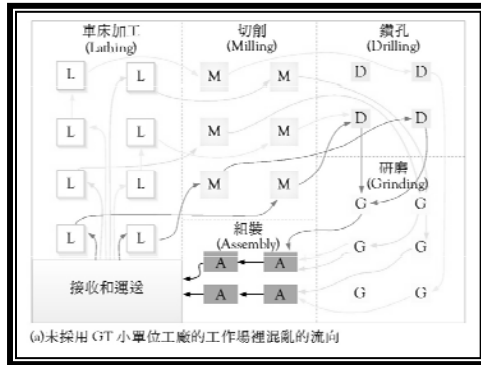 車床加工
(Lathing)
切削
(Milling)
鑽孔
(Drilling)
L L M M D D
L L M M D D
研磨
(Grinding)
L L M M G G
組裝
(Assembly)
L L A A G G
接收和運送
A A G G
(a)未採用 GT 小單位工廠的工作場裡混亂的流向